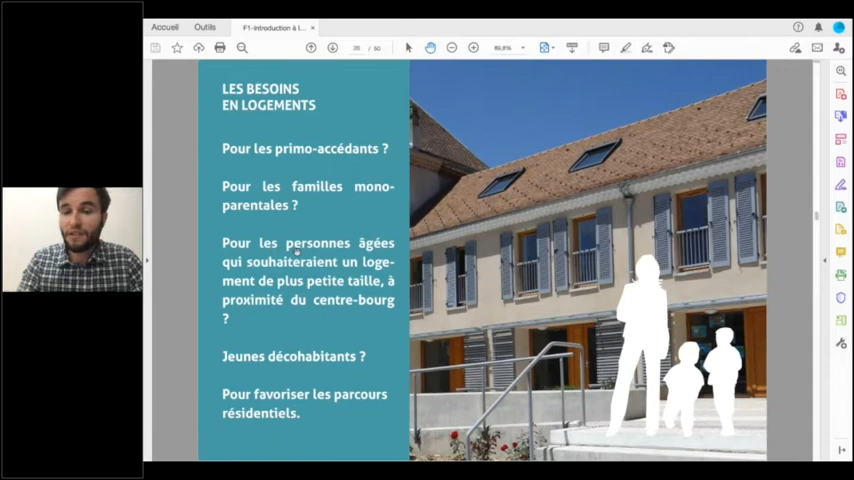 Accueil Outils F1-Introduction à l... ×
26 / 50
89,8%
LES BESOINS
EN LOGEMENTS
Pour les primo-accédants ?
Pour les familles mono-
parentales ?
Pour les personnes âgées
qui souhaiteraient un loge-
ment de plus petite taille, à
proximité du centre-bourg
?
Jeunes décohabitants ?
Pour favoriser les parcours
résidentiels.